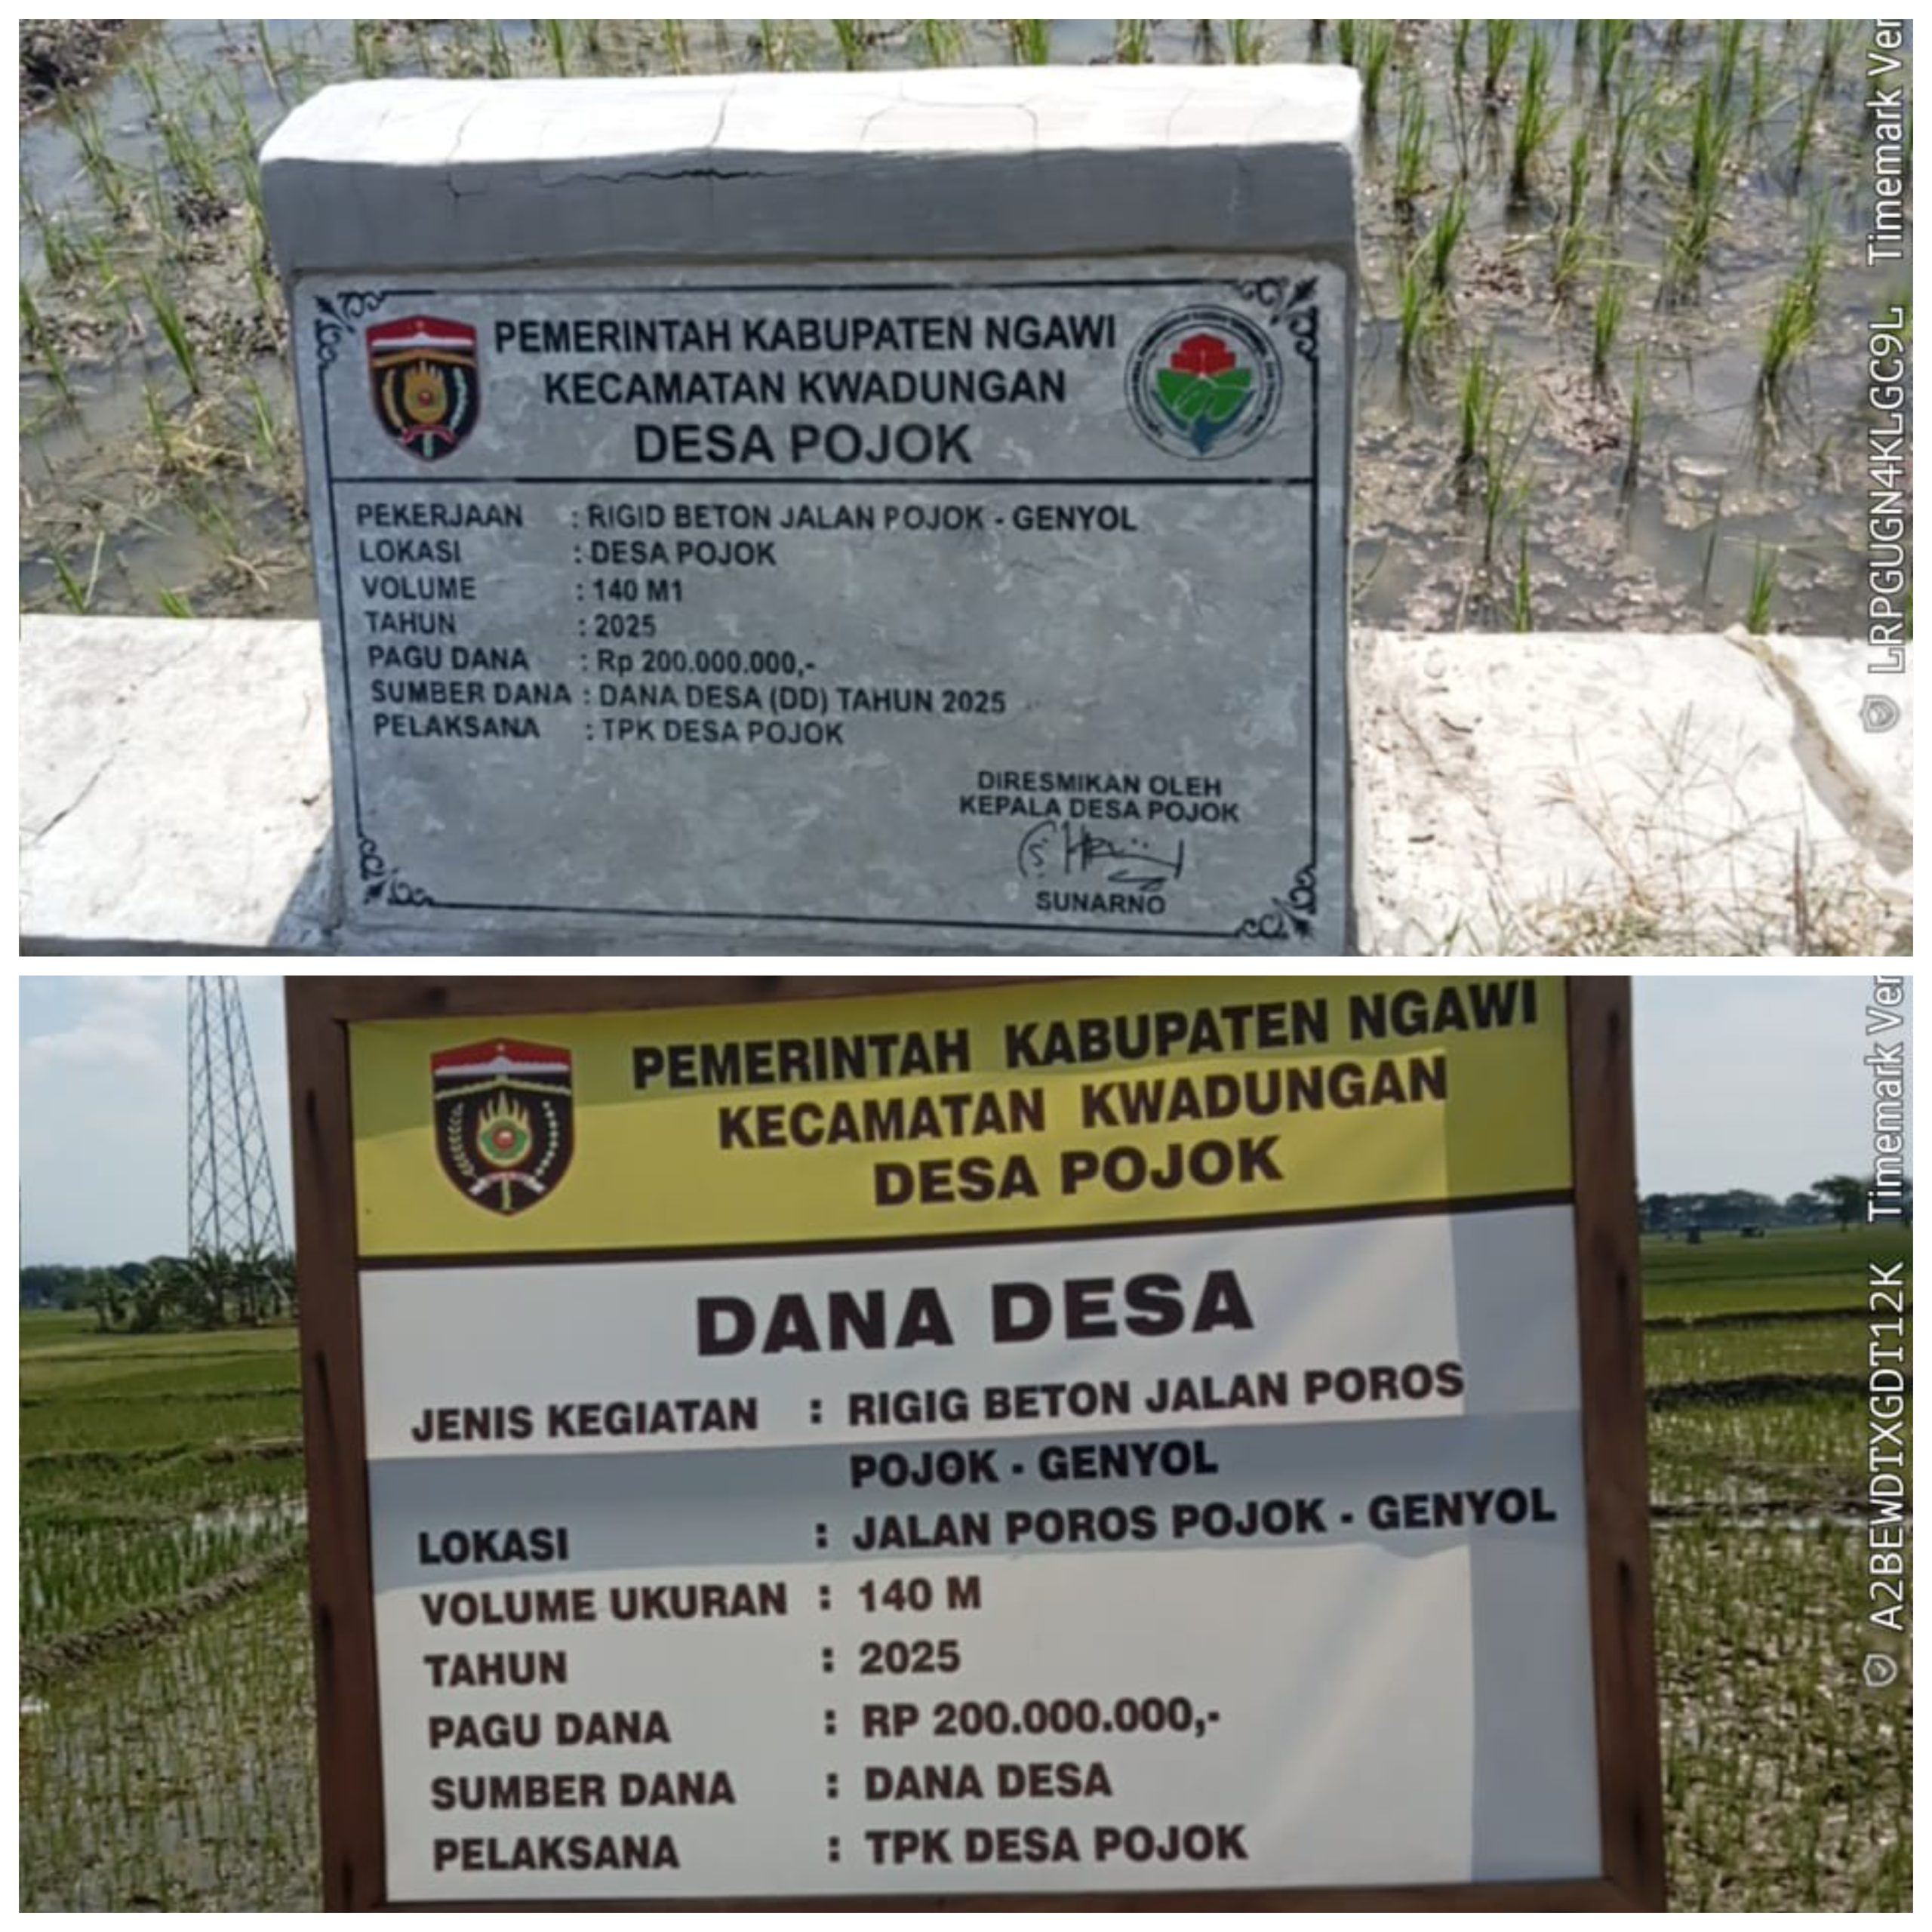 PEMERINTAH KABUPATEN NGAWI
KECAMATAN KWADUNGAN
DESA POJOK
PEKERJAAN : RIGID BETON JALAN POJOK - GENYOL
LOKASI : DESA POJOK
VOLUME : 140 M1
TAHUN : 2025
PAGU DANA : Rp 200.000.000,-
SUMBER DANA : DANA DESA (DD) TAHUN 2025
PELAKSANA : TPK DESA POJOK
DIRESMIKAN OLEH
KEPALA DESA POJOK
SUNARNO
LRPGUGN4KLGC9L Timemark Ver
PEMERINTAH KABUPATEN NGAWI
KECAMATAN KWADUNGAN
DESA POJOK
DANA DESA
JENIS KEGIATAN : RIGIG BETON JALAN POROS
POJOK - GENYOL
LOKASI : JALAN POROS POJOK - GENYOL
VOLUME UKURAN : 140 M
TAHUN : 2025
PAGU DANA : RP 200.000.000,-
SUMBER DANA : DANA DESA
PELAKSANA : TPK DESA POJOK
A2BEWDTXGDT12K Timemark Ver